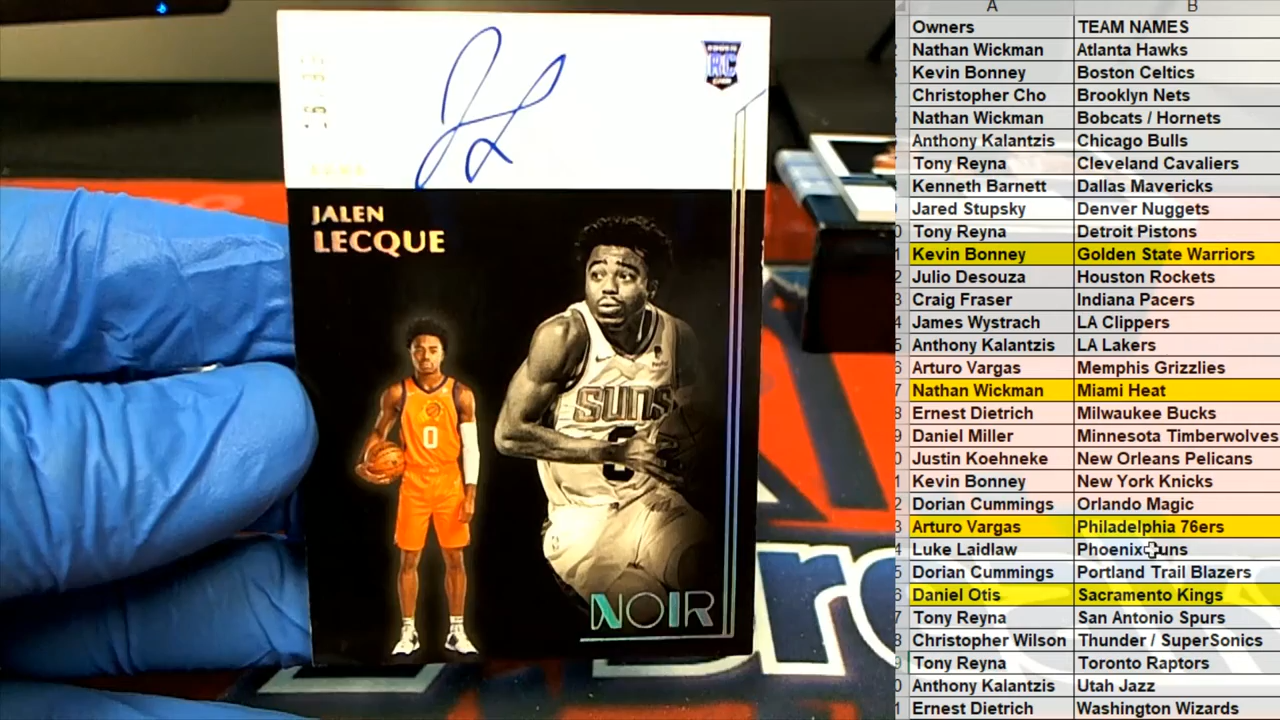 JALEN
LECQUE
RC
SUNS
0
NOIR
A B
Owners TEAM NAMES
Nathan Wickman Atlanta Hawks
Kevin Bonney Boston Celtics
Christopher Cho Brooklyn Nets
Nathan Wickman Bobcats / Hornets
Anthony Kalantzis Chicago Bulls
Tony Reyna Cleveland Cavaliers
Kenneth Barnett Dallas Mavericks
Jared Stupsky Denver Nuggets
Tony Reyna Detroit Pistons
Kevin Bonney Golden State Warriors
Julio Desouza Houston Rockets
Craig Fraser Indiana Pacers
James Wystrach LA Clippers
Anthony Kalantzis LA Lakers
Arturo Vargas Memphis Grizzlies
Nathan Wickman Miami Heat
Ernest Dietrich Milwaukee Bucks
Daniel Miller Minnesota Timberwolves
Justin Koehneke New Orleans Pelicans
Kevin Bonney New York Knicks
Dorian Cummings Orlando Magic
Arturo Vargas Philadelphia 76ers
Luke Laidlaw Phoenix Suns
Dorian Cummings Portland Trail Blazers
Daniel Otis Sacramento Kings
Tony Reyna San Antonio Spurs
Christopher Wilson Thunder / SuperSonics
Tony Reyna Toronto Raptors
Anthony Kalantzis Utah Jazz
Ernest Dietrich Washington Wizards